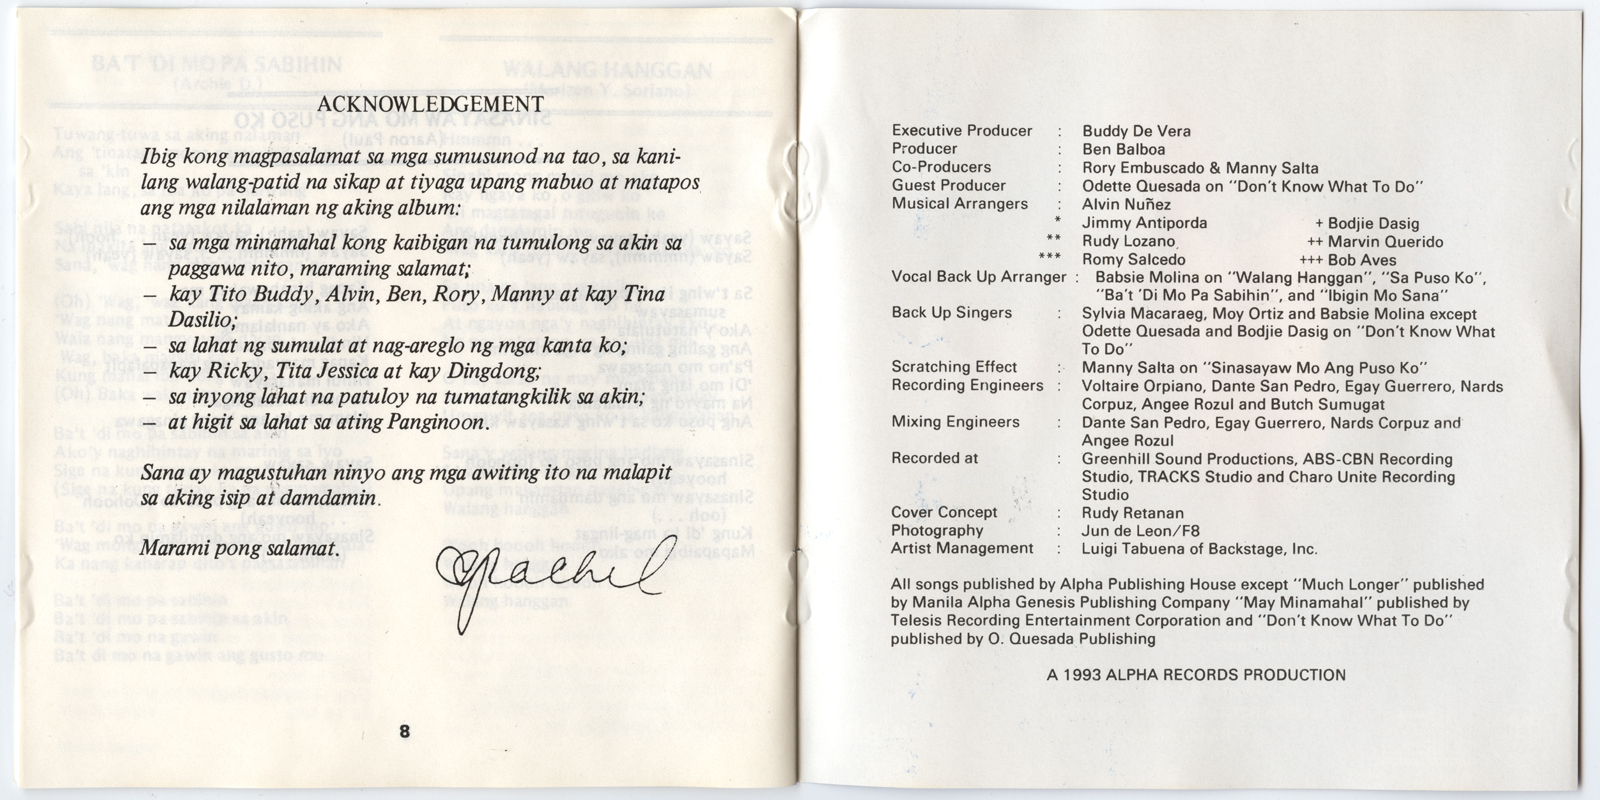 ACKNOWLEDGEMENT
Ibig kong magpasalamat sa mga sumusunod na tao, sa kani-
lang walang-patid na sikap at tiyaga upang mabuo at matapos
ang mga nilalaman ng aking album:
— sa mga minamahal kong kaibigan na tumulong sa akin sa
paggawa nito, maraming salamat;
— kay Tito Buddy, Alvin, Ben, Rory, Manny at kay Tina
Dasilio;
— sa lahat ng sumulat at nag-areglo ng mga kanta ko;
— kay Ricky, Tita Jessica at kay Dingdong;
— sa inyong lahat na patuloy na tumatangkilik sa akin;
— at higit sa lahat sa ating Panginoon.
Sana ay magustuhan ninyo ang mga awiting ito na malapit
sa aking isip at damdamin.
Marami pong salamat.
Rachel
8
Executive Producer : Buddy De Vera
Producer : Ben Balboa
Co-Producers : Rory Embuscado & Manny Salta
Guest Producer : Odette Quesada on "Don't Know What To Do"
Musical Arrangers : Alvin Nuñez
* Jimmy Antiporda + Bodjie Dasig
** Rudy Lozano ++ Marvin Querido
*** Romy Salcedo +++ Bob Aves
Vocal Back Up Arranger : Babsie Molina on "Walang Hanggan", "Sa Puso Ko",
"Ba't 'Di Mo Pa Sabihin", and "Ibigin Mo Sana"
Back Up Singers : Sylvia Macaraeg, Moy Ortiz and Babsie Molina except
Odette Quesada and Bodjie Dasig on "Don't Know What
To Do"
Scratching Effect : Manny Salta on "Sinasayaw Mo Ang Puso Ko"
Recording Engineers : Voltaire Orpiano, Dante San Pedro, Egay Guerrero, Nards
Corpuz, Angee Rozul and Butch Sumugat
Mixing Engineers : Dante San Pedro, Egay Guerrero, Nards Corpuz and
Angee Rozul
Recorded at : Greenhill Sound Productions, ABS-CBN Recording
Studio, TRACKS Studio and Charo Unite Recording
Studio
Cover Concept : Rudy Retanan
Photography : Jun de Leon/F8
Artist Management : Luigi Tabuena of Backstage, Inc.
All songs published by Alpha Publishing House except "Much Longer" published
by Manila Alpha Genesis Publishing Company "May Minamahal" published by
Telesis Recording Entertainment Corporation and "Don't Know What To Do"
published by O. Quesada Publishing
A 1993 ALPHA RECORDS PRODUCTION